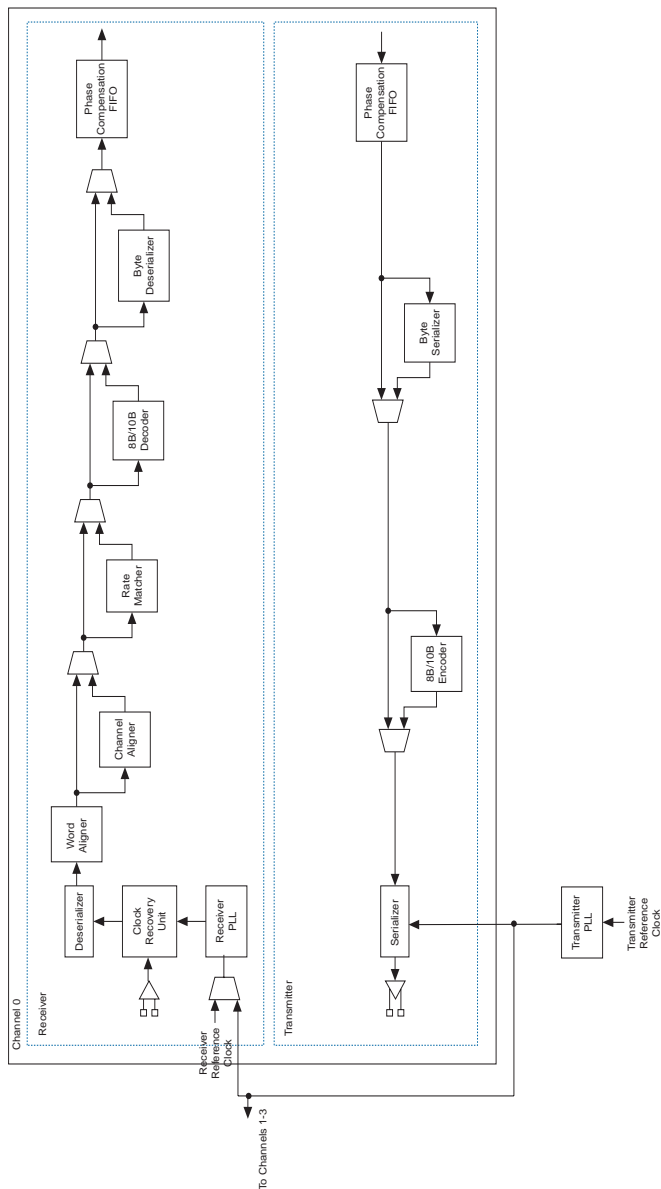 Channel 0
Receiver
Deserializer
Word
Aligner
Clock
Recovery
Unit
Receiver
PLL
Receiver
Reference
Clock
Channel
Aligner
Rate
Matcher
8B/10B
Decoder
Byte
Deserializer
Phase
Compensation
FIFO
Transmitter
Serializer
8B/10B
Encoder
Byte
Serializer
Phase
Compensation
FIFO
To Channels 1-3
Transmitter
PLL
Transmitter
Reference
Clock